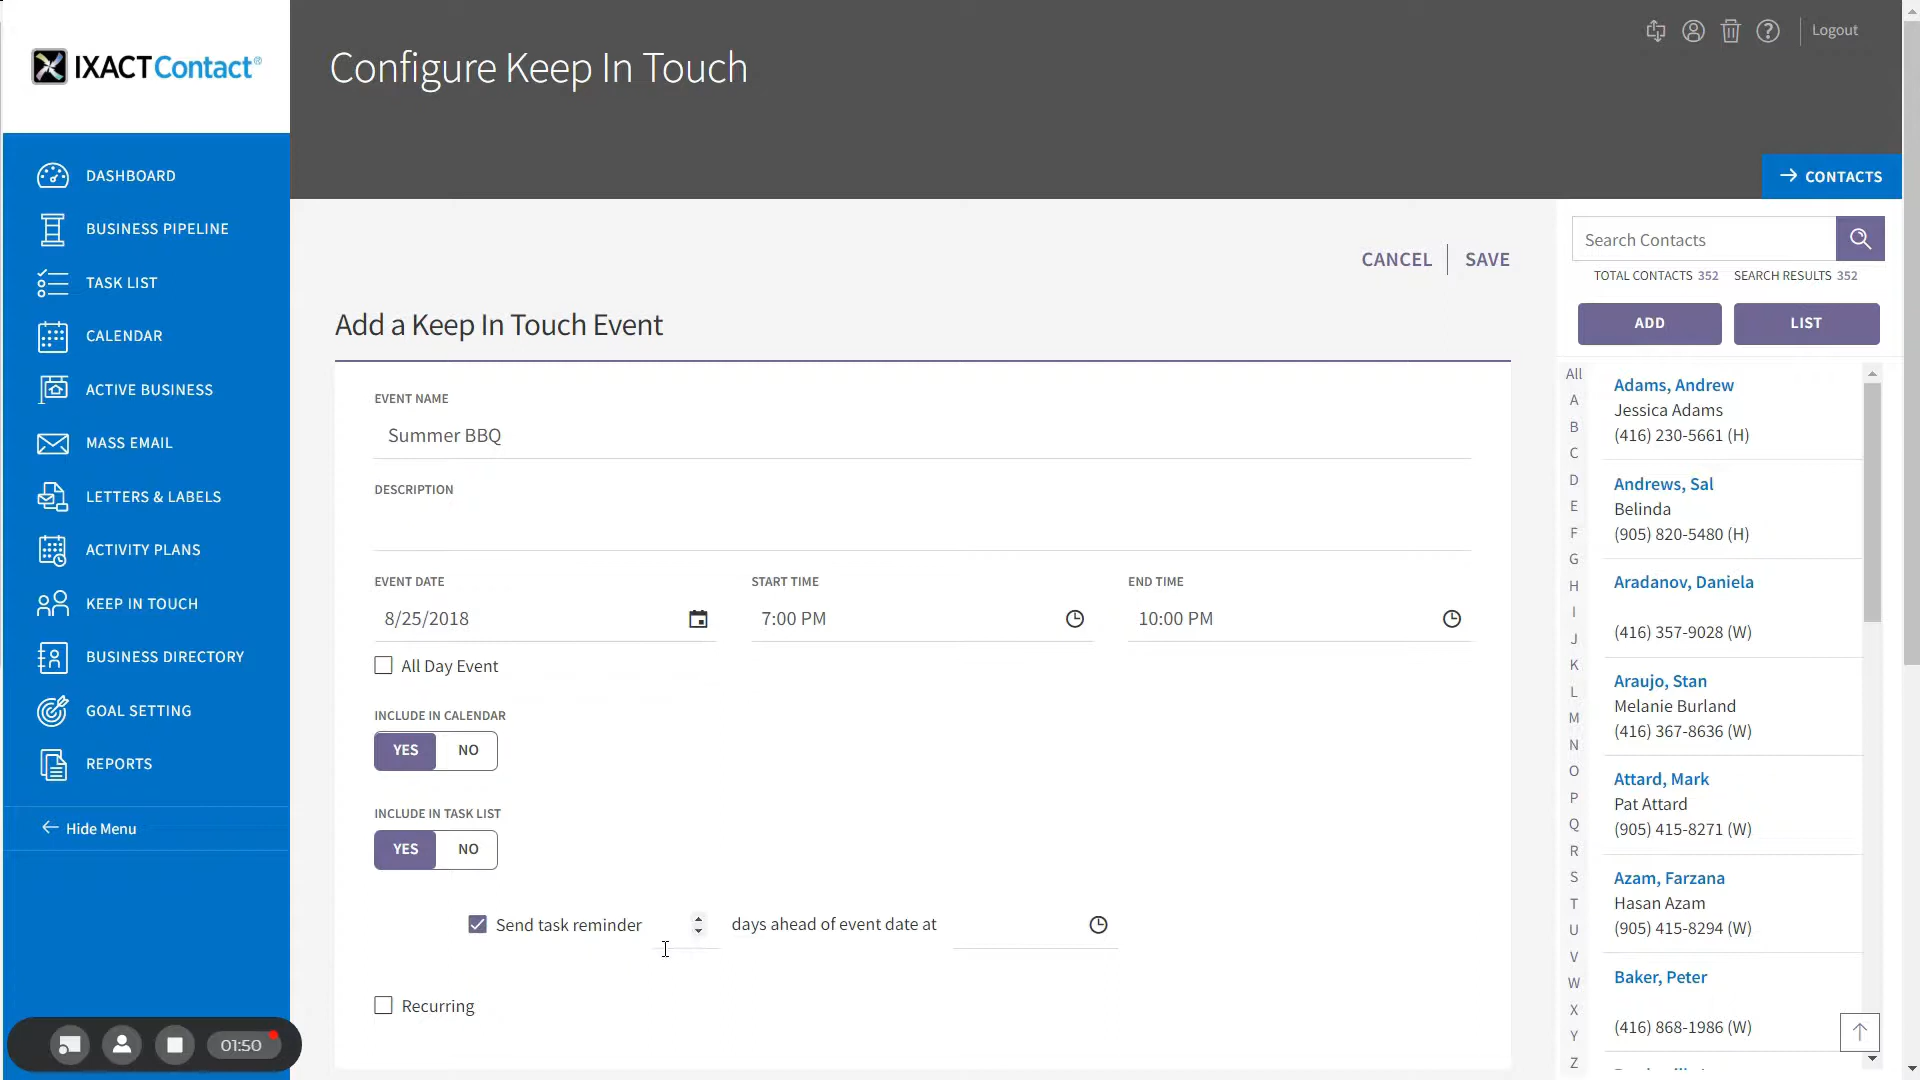 IXACTContact®
DASHBOARD
BUSINESS PIPELINE
TASK LIST
CALENDAR
ACTIVE BUSINESS
MASS EMAIL
LETTERS & LABELS
ACTIVITY PLANS
KEEP IN TOUCH
BUSINESS DIRECTORY
GOAL SETTING
REPORTS
Hide Menu
01:50
Configure Keep In Touch
Logout
CONTACTS
CANCEL SAVE
Add a Keep In Touch Event
EVENT NAME
Summer BBQ
DESCRIPTION
EVENT DATE START TIME END TIME
8/25/2018 7:00 PM 10:00 PM
All Day Event
INCLUDE IN CALENDAR
YES NO
INCLUDE IN TASK LIST
YES NO
Send task reminder days ahead of event date at
Recurring
Search Contacts
TOTAL CONTACTS 352 SEARCH RESULTS 352
ADD LIST
All
A
B
C
D
E
F
G
H
I
J
K
L
M
N
O
P
Q
R
S
T
U
V
W
X
Y
Z
Adams, Andrew
Jessica Adams
(416) 230-5661 (H)
Andrews, Sal
Belinda
(905) 820-5480 (H)
Aradanov, Daniela
(416) 357-9028 (W)
Araujo, Stan
Melanie Burland
(416) 367-8636 (W)
Attard, Mark
Pat Attard
(905) 415-8271 (W)
Azam, Farzana
Hasan Azam
(905) 415-8294 (W)
Baker, Peter
(416) 868-1986 (W)